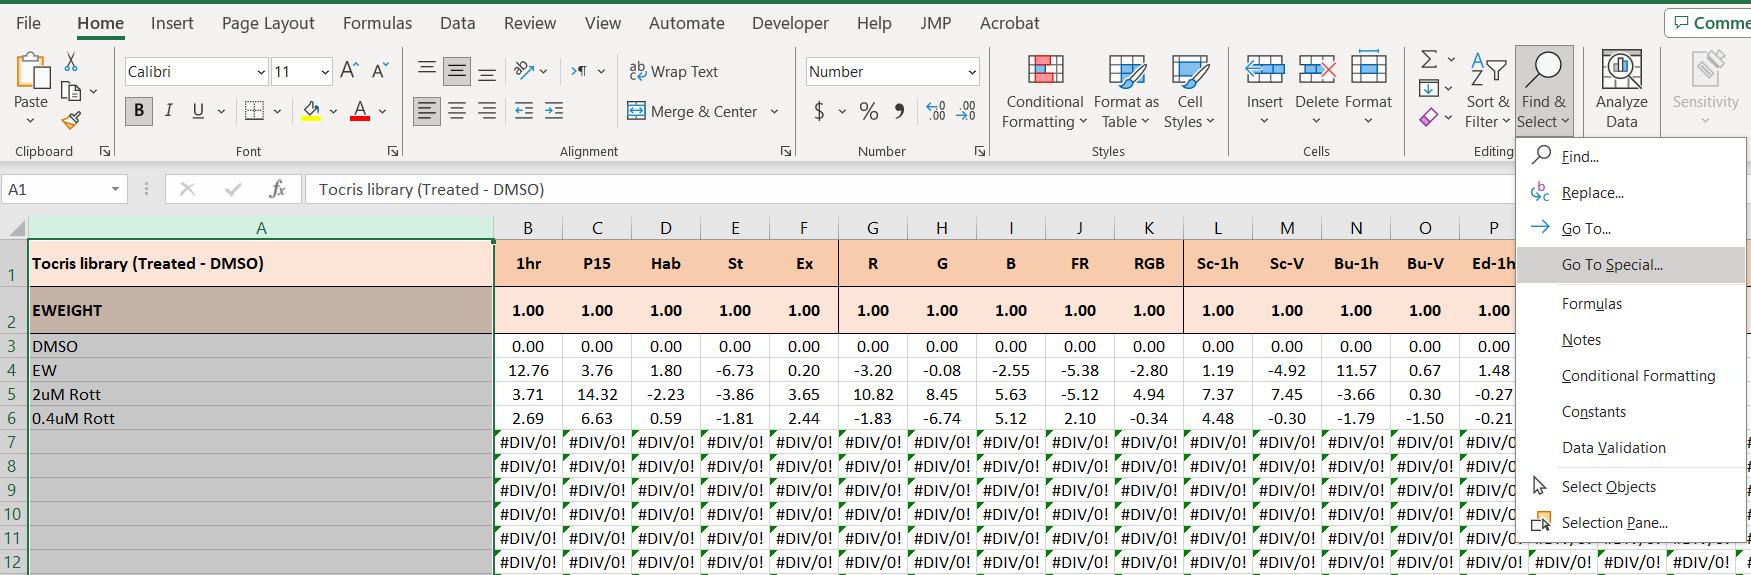 File Home Insert Page Layout Formulas Data Review View Automate Developer Help JMP Acrobat Comme
Paste
Clipboard
Calibri 11
B I U A
Font
ab Wrap Text
Merge & Center
Alignment
Number
$ % 9 .00 .00
Number
Conditional Formatting
Format as Table
Cell Styles
Styles
Insert Delete Format
Cells
Sort & Filter
Find & Select
Editing
Analyze Data
Sensitivity
Find...
Replace...
Go To...
Go To Special...
Formulas
Notes
Conditional Formatting
Constants
Data Validation
Select Objects
Selection Pane...
A1 fx Tocris library (Treated - DMSO)
A B C D E F G H I J K L M N O P
1 Tocris library (Treated - DMSO) 1hr P15 Hab St Ex R G B FR RGB Sc-1h Sc-V Bu-1h Bu-V Ed-1h
2 EWEIGHT 1.00 1.00 1.00 1.00 1.00 1.00 1.00 1.00 1.00 1.00 1.00 1.00 1.00 1.00 1.00
3 DMSO 0.00 0.00 0.00 0.00 0.00 0.00 0.00 0.00 0.00 0.00 0.00 0.00 0.00 0.00 0.00
4 EW 12.76 3.76 1.80 -6.73 0.20 -3.20 -0.08 -2.55 -5.38 -2.80 1.19 -4.92 11.57 0.67 1.48
5 2uM Rott 3.71 14.32 -2.23 -3.86 3.65 10.82 8.45 5.63 -5.12 4.94 7.37 7.45 -3.66 0.30 -0.27
6 0.4uM Rott 2.69 6.63 0.59 -1.81 2.44 -1.83 -6.74 5.12 2.10 -0.34 4.48 -0.30 -1.79 -1.50 -0.21
7 #DIV/0! #DIV/0! #DIV/0! #DIV/0! #DIV/0! #DIV/0! #DIV/0! #DIV/0! #DIV/0! #DIV/0! #DIV/0! #DIV/0! #DIV/0! #DIV/0! #DIV/0
8 #DIV/0! #DIV/0! #DIV/0! #DIV/0! #DIV/0! #DIV/0! #DIV/0! #DIV/0! #DIV/0! #DIV/0! #DIV/0! #DIV/0! #DIV/0! #DIV/0! #DIV/0
9 #DIV/0! #DIV/0! #DIV/0! #DIV/0! #DIV/0! #DIV/0! #DIV/0! #DIV/0! #DIV/0! #DIV/0! #DIV/0! #DIV/0! #DIV/0! #DIV/0! #DIV/0
10 #DIV/0! #DIV/0! #DIV/0! #DIV/0! #DIV/0! #DIV/0! #DIV/0! #DIV/0! #DIV/0! #DIV/0! #DIV/0! #DIV/0! #DIV/0! #DIV/0! #DIV/0
11 #DIV/0! #DIV/0! #DIV/0! #DIV/0! #DIV/0! #DIV/0! #DIV/0! #DIV/0! #DIV/0! #DIV/0! #DIV/0! #DIV/0! #DIV/0! #DIV/0! #DIV/0
12 #DIV/0! #DIV/0! #DIV/0! #DIV/0! #DIV/0! #DIV/0! #DIV/0! #DIV/0! #DIV/0! #DIV/0! #DIV/0! #DIV/0! #DIV/0! #DIV/0! #DIV/0! #DIV/0! #DIV/0! #DIV/0!